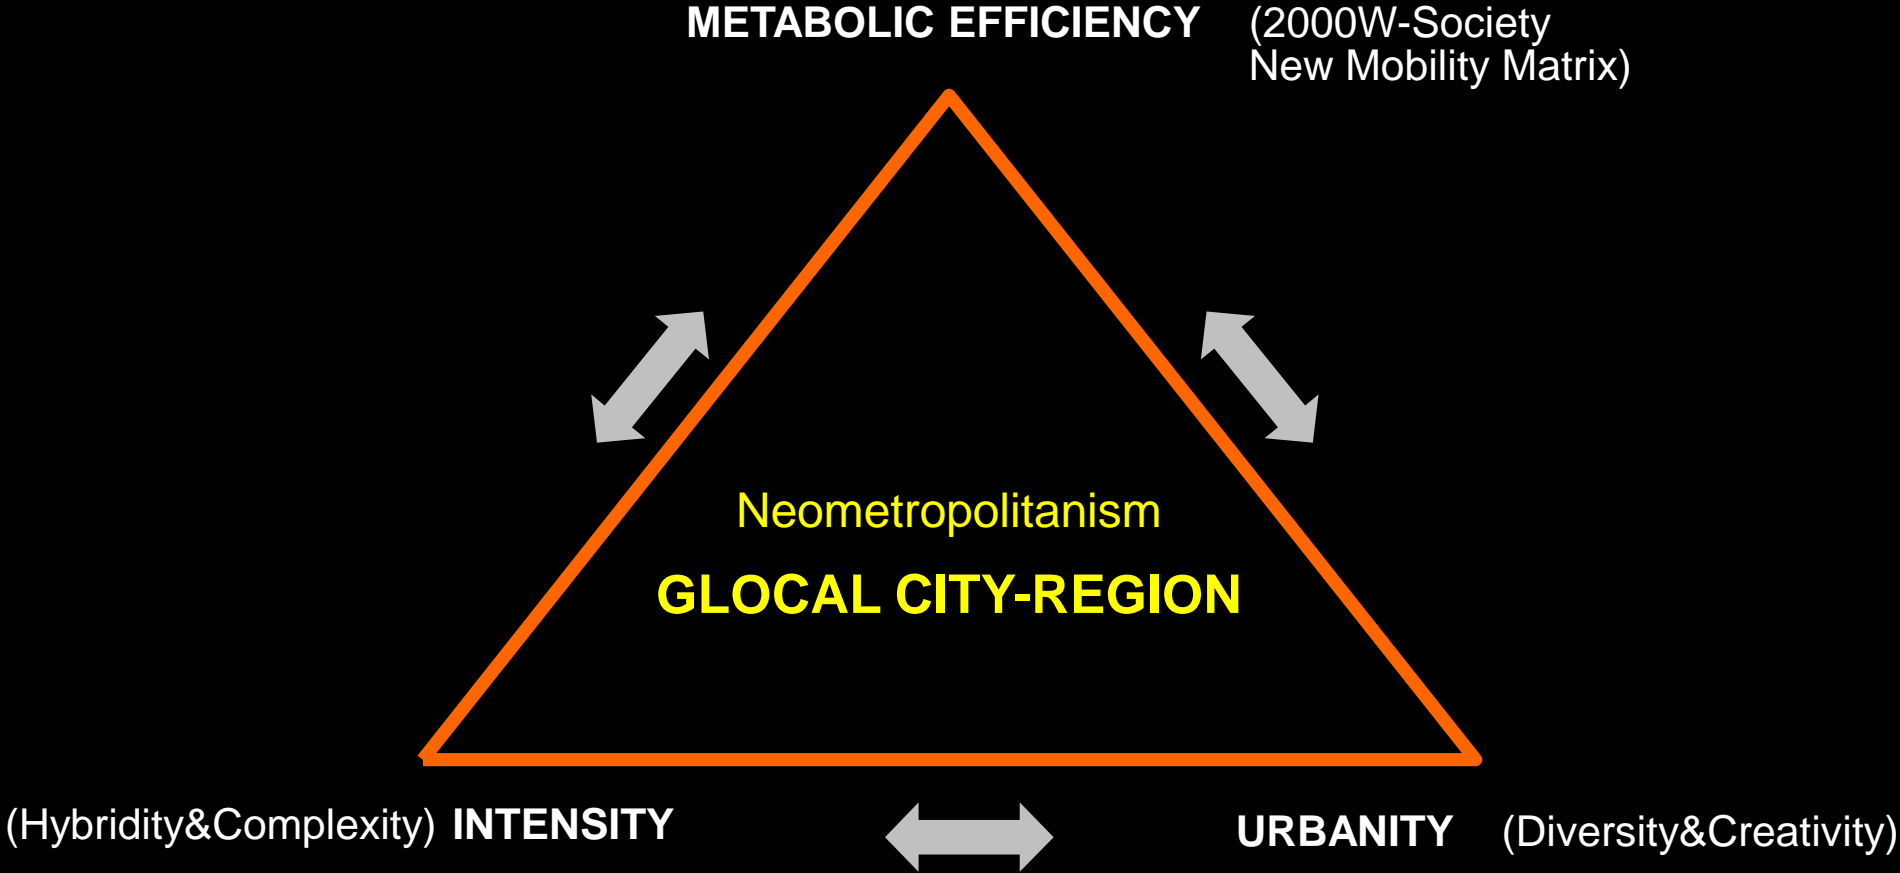 METABOLIC EFFICIENCY (2000W-Society
New Mobility Matrix)
Neometropolitanism
GLOCAL CITY-REGION
(Hybridity&Complexity) INTENSITY
URBANITY (Diversity&Creativity)